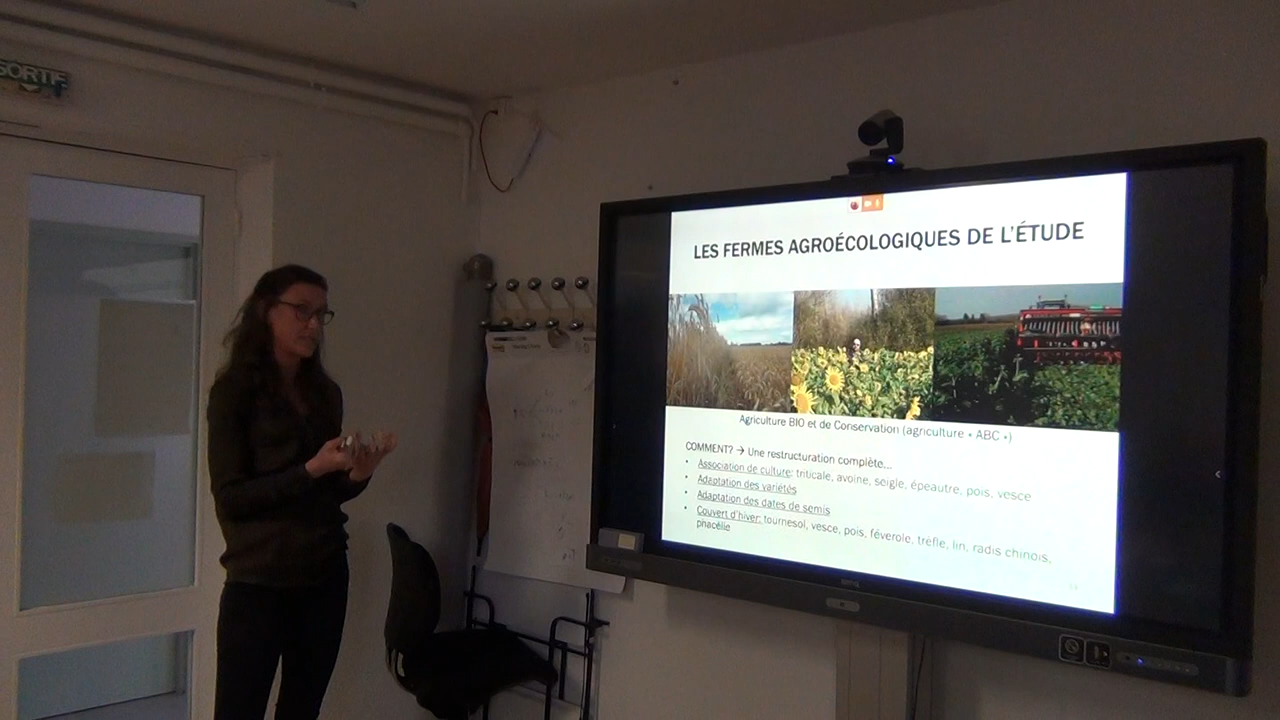 SORTIE
LES FERMES AGROÉCOLOGIQUES DE L'ÉTUDE
Agriculture BIO et de Conservation (agriculture « ABC »)
COMMENT? → Une restructuration complète...
• Association de culture: triticale, avoine, seigle, épeautre, pois, vesce
• Adaptation des variétés
• Adaptation des dates de semis
• Couvert d'hiver: tournesol, vesce, pois, féverole, trèfle, lin, radis chinois,
phacélie